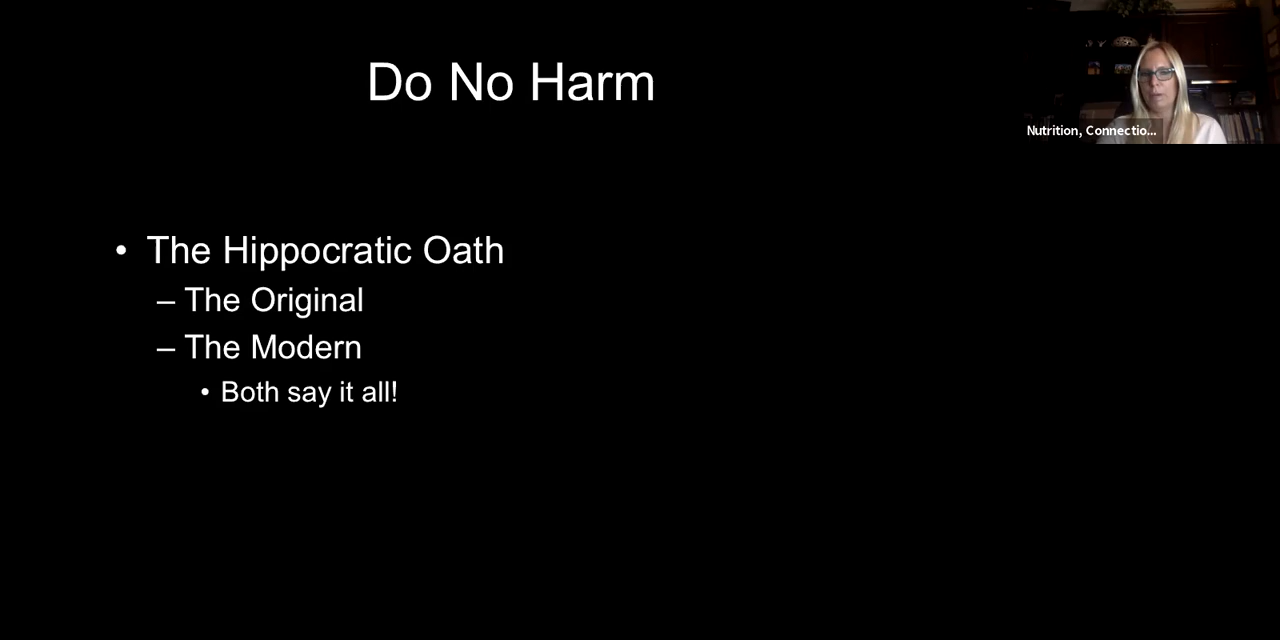 Do No Harm
Nutrition, Connectio...
• The Hippocratic Oath
– The Original
– The Modern
• Both say it all!